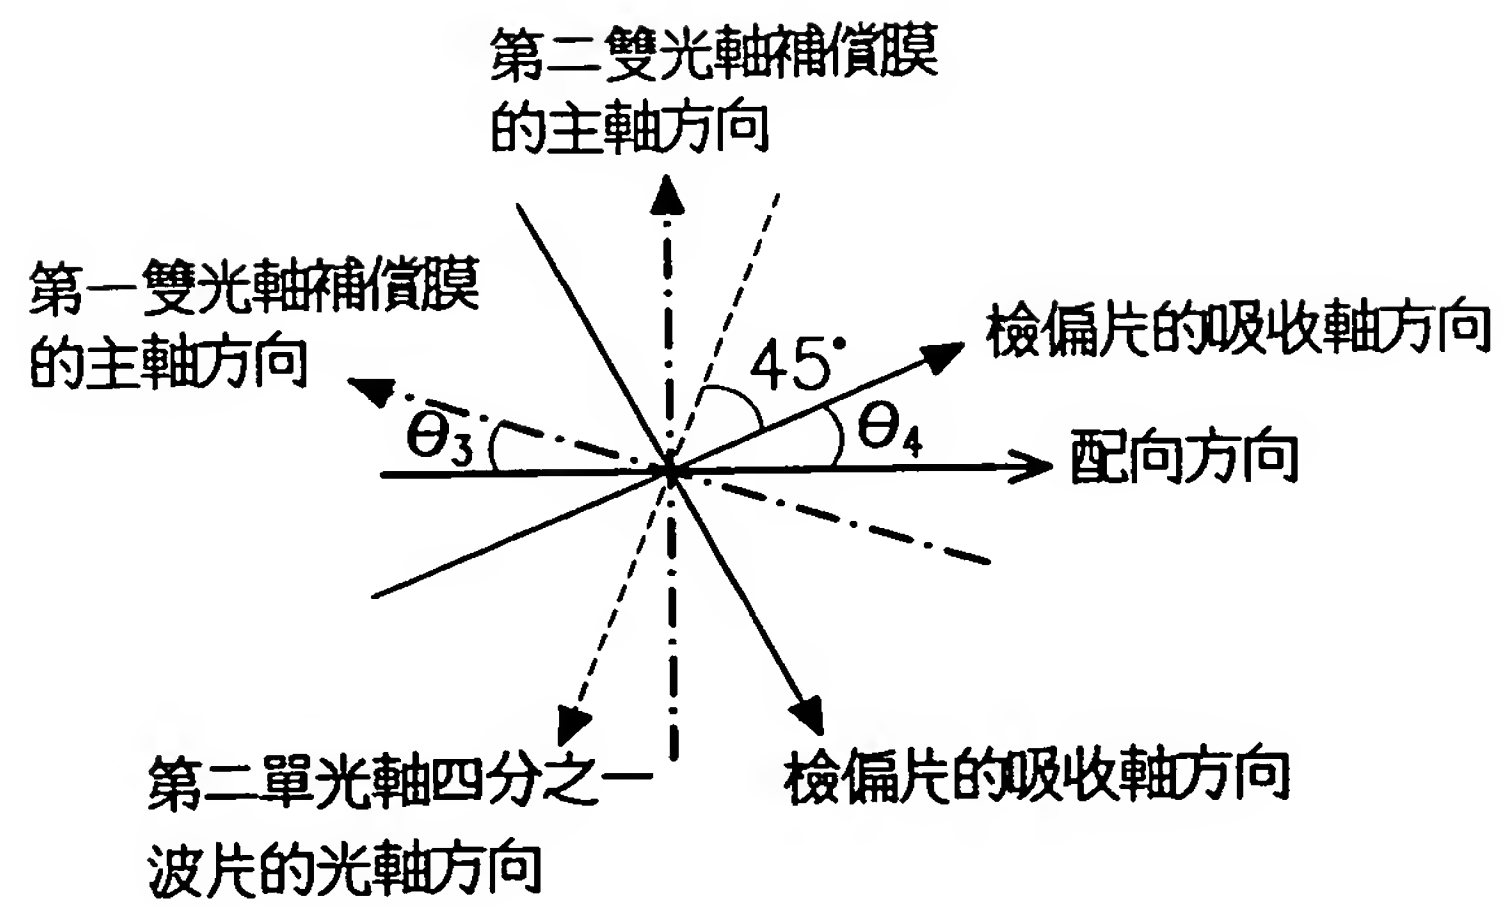 第二雙光軸補償膜
的主軸方向
第一雙光軸補償膜
的主軸方向
45°
檢偏片的吸收軸方向
θ3
θ4
配向方向
第二單光軸四分之一
波片的光軸方向
檢偏片的吸收軸方向